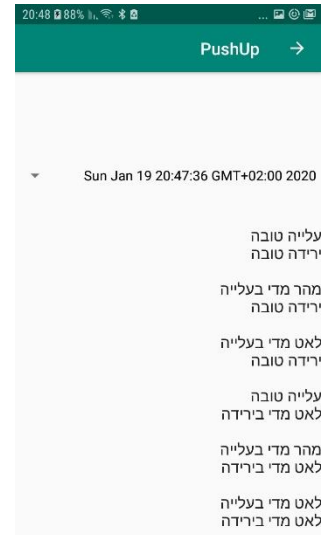 20:48 88%
PushUp →
Sun Jan 19 20:47:36 GMT+02:00 2020
עלייה טובה
ירידה טובה
מהר מדי בעלייה
ירידה טובה
לאט מדי בעלייה
ירידה טובה
עלייה טובה
לאט מדי בירידה
מהר מדי בעלייה
לאט מדי בירידה
לאט מדי בעלייה
לאט מדי בירידה